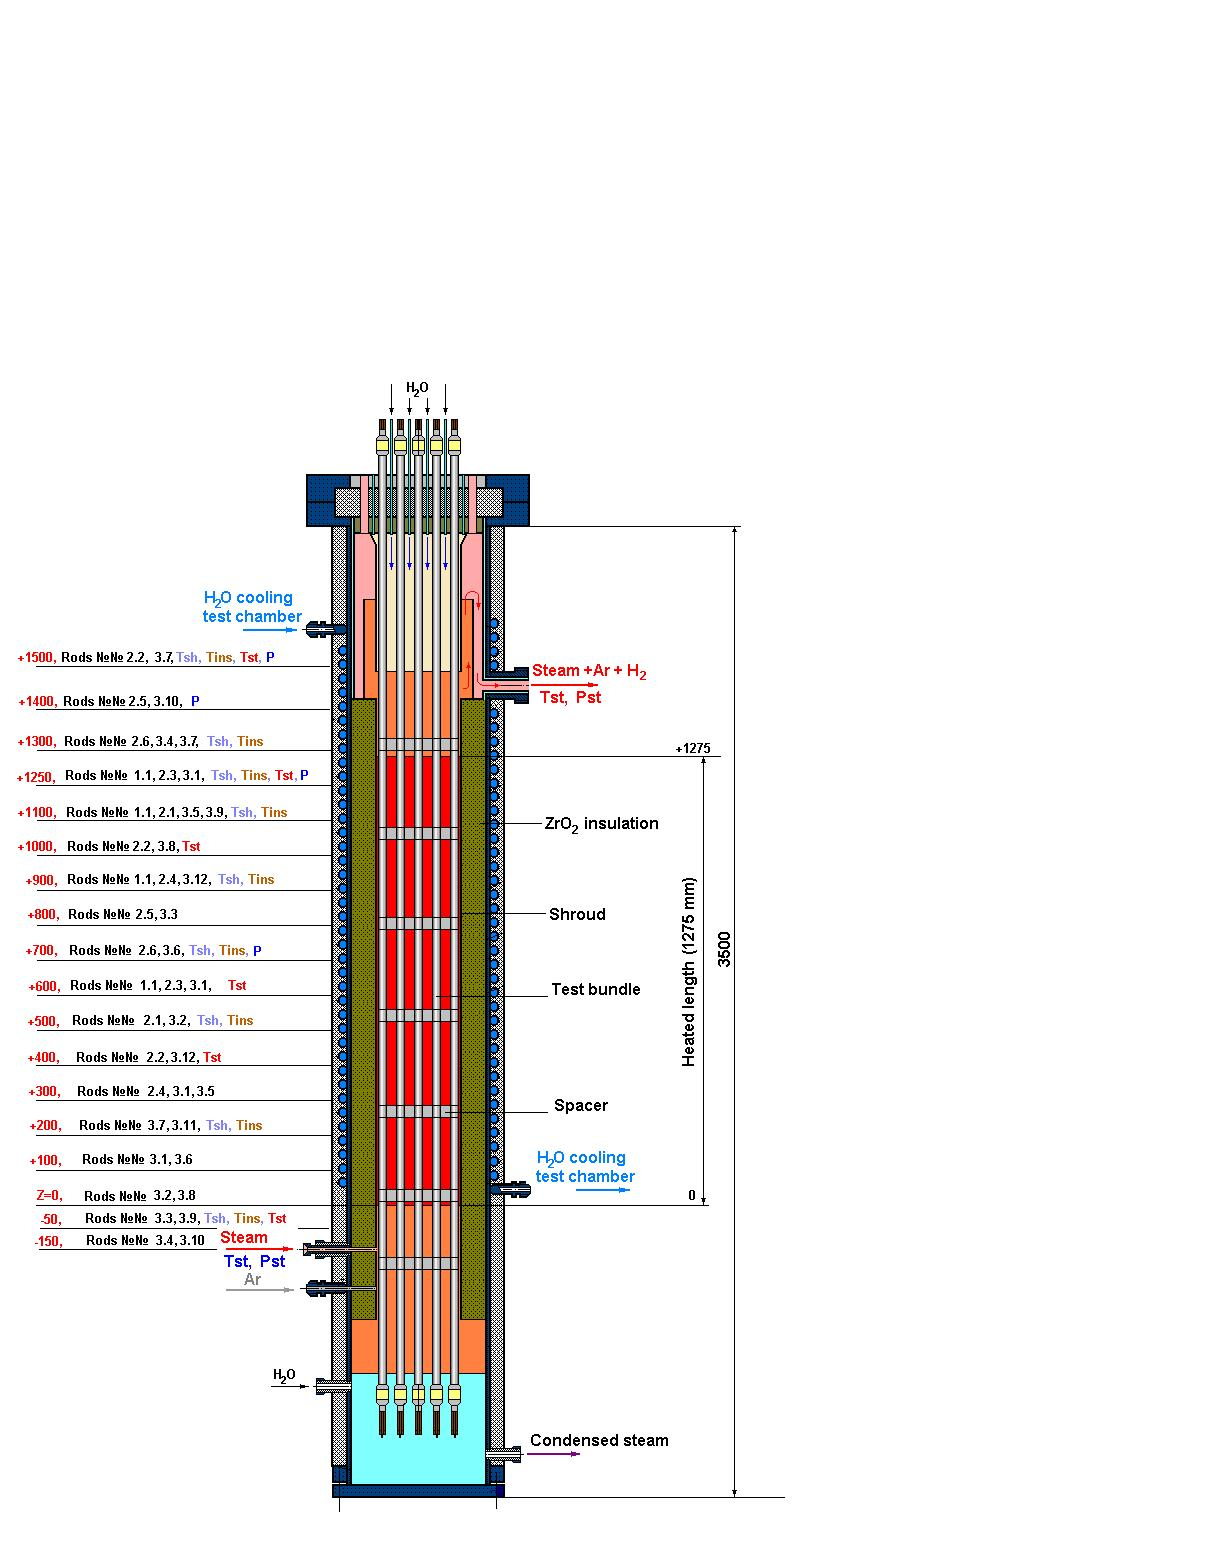 H2O
H2O cooling
test chamber
+1500, Rods №№ 2.2, 3.7, Tsh, Tins, Tst, P
Steam +Ar + H2
Tst, Pst
+1400, Rods №№ 2.5, 3.10, P
+1300, Rods №№ 2.6, 3.4, 3.7, Tsh, Tins
+1275
+1250, Rods №№ 1.1, 2.3, 3.1, Tsh, Tins, Tst, P
+1100, Rods №№ 1.1, 2.1, 3.5, 3.9, Tsh, Tins
ZrO2 insulation
+1000, Rods №№ 2.2, 3.8, Tst
+900, Rods №№ 1.1, 2.4, 3.12, Tsh, Tins
+800, Rods №№ 2.5, 3.3
Shroud
Heated length (1275 mm)
3500
+700, Rods №№ 2.6, 3.6, Tsh, Tins, P
+600, Rods №№ 1.1, 2.3, 3.1, Tst
Test bundle
+500, Rods №№ 2.1, 3.2, Tsh, Tins
+400, Rods №№ 2.2, 3.12, Tst
+300, Rods №№ 2.4, 3.1, 3.5
Spacer
+200, Rods №№ 3.7, 3.11, Tsh, Tins
+100, Rods №№ 3.1, 3.6
H2O cooling
test chamber
Z=0, Rods №№ 3.2, 3.8
0
-50, Rods №№ 3.3, 3.9, Tsh, Tins, Tst
-150, Rods №№ 3.4, 3.10
Steam
Tst, Pst
Ar
H2O
Condensed steam